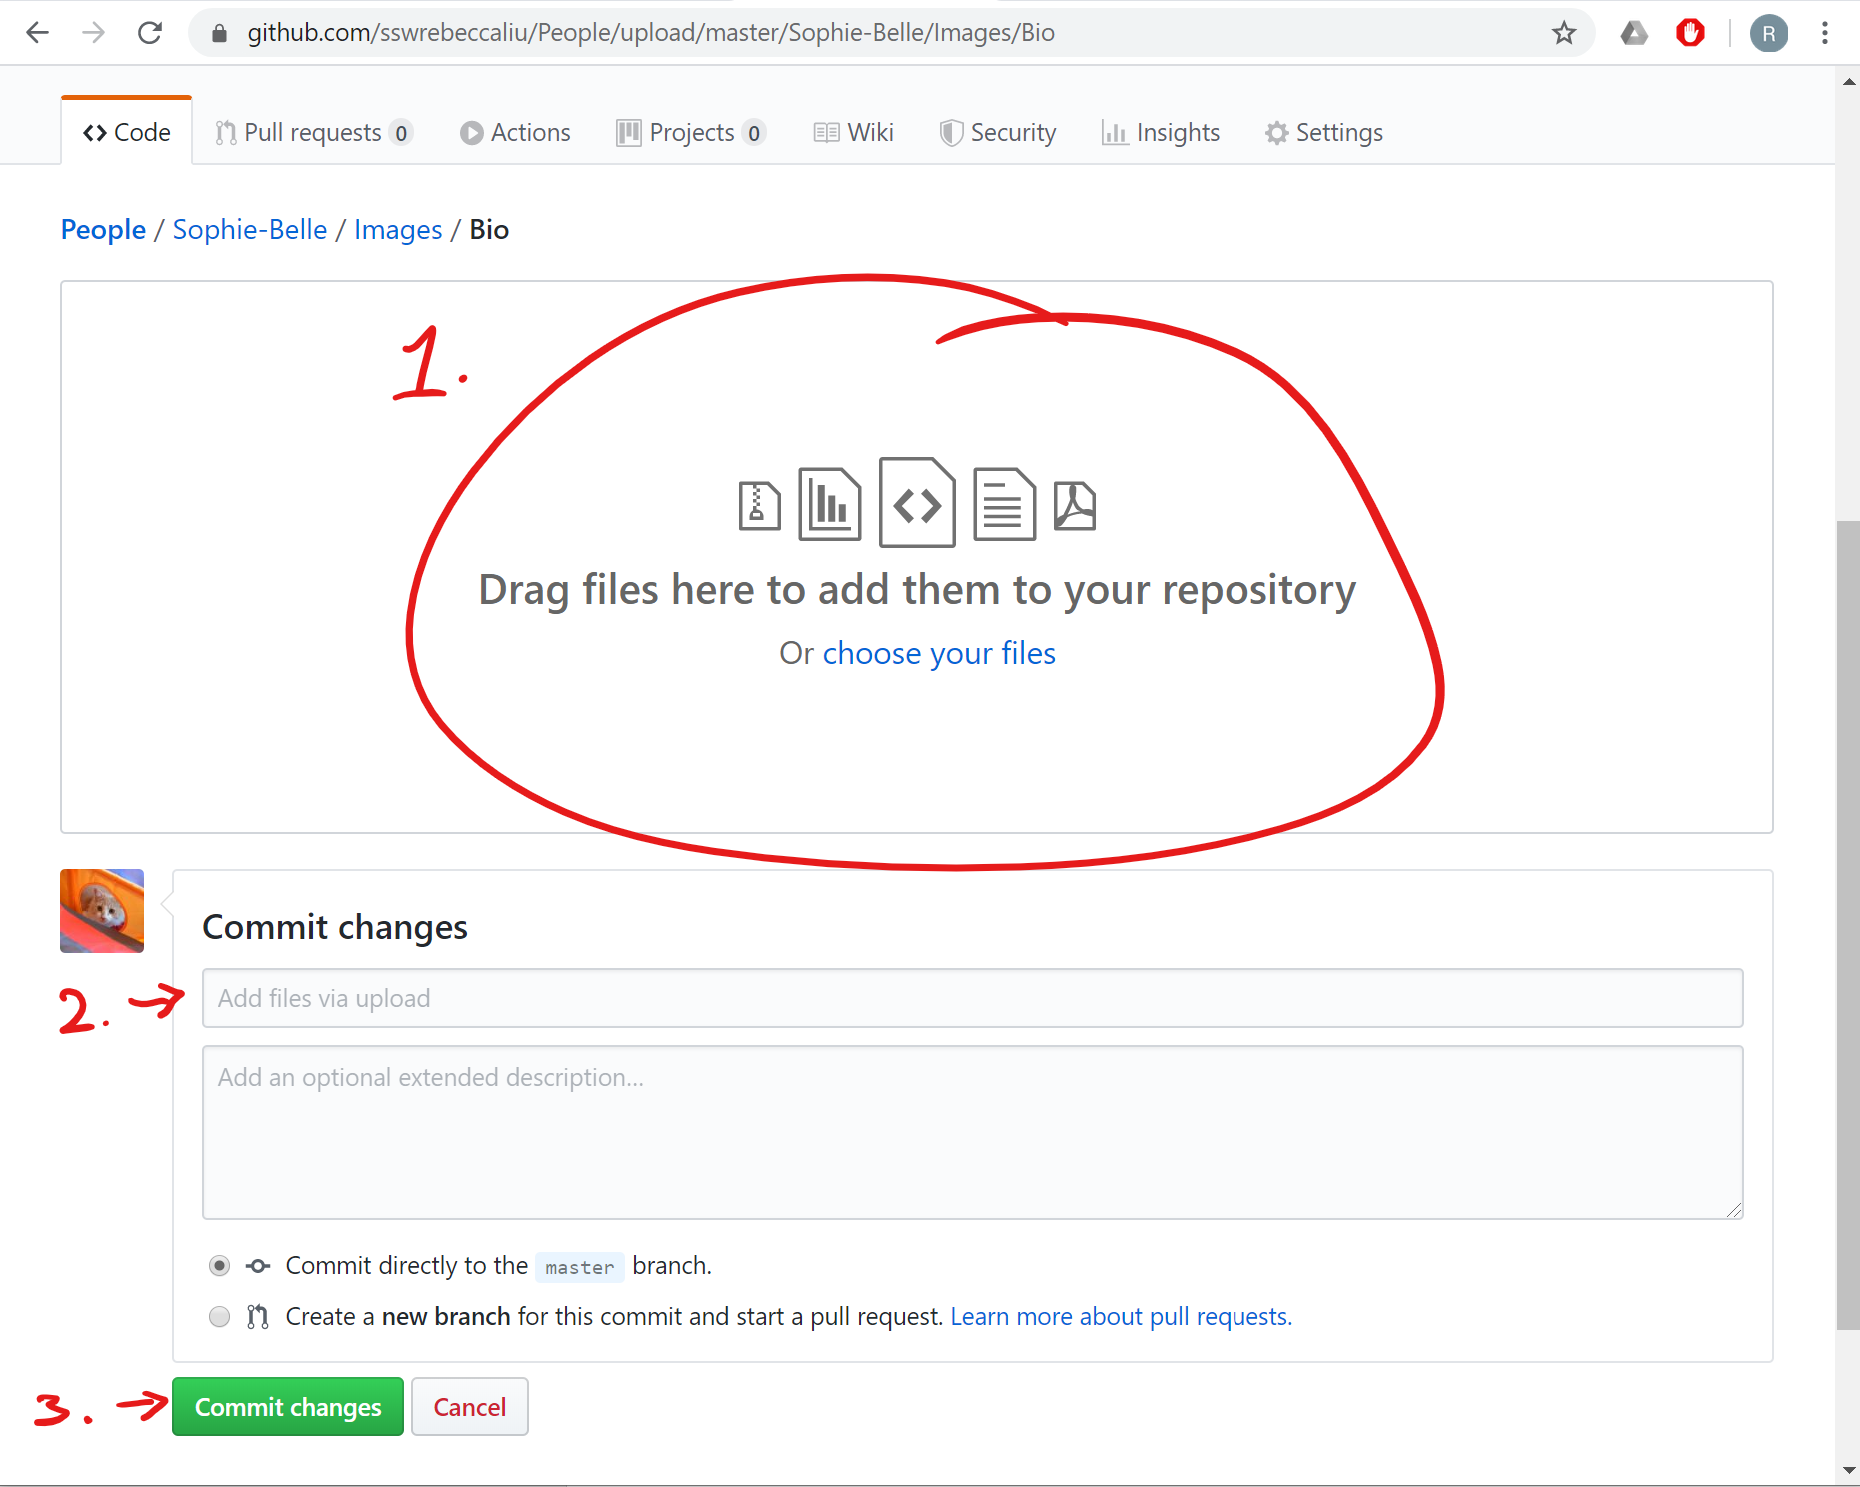 github.com/sswrebeccaliu/People/upload/master/Sophie-Belle/Images/Bio
R
Code Pull requests 0 Actions Projects 0 Wiki Security Insights Settings
People / Sophie-Belle / Images / Bio
1.
Drag files here to add them to your repository
Or choose your files
Commit changes
2. Add files via upload
Add an optional extended description...
Commit directly to the master branch.
Create a new branch for this commit and start a pull request. Learn more about pull requests.
3. Commit changes Cancel